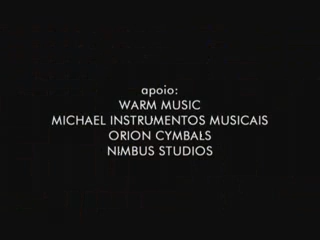 apoio:
WARM MUSIC
MICHAEL INSTRUMENTOS MUSICAIS
ORION CYMBALS
NIMBUS STUDIOS